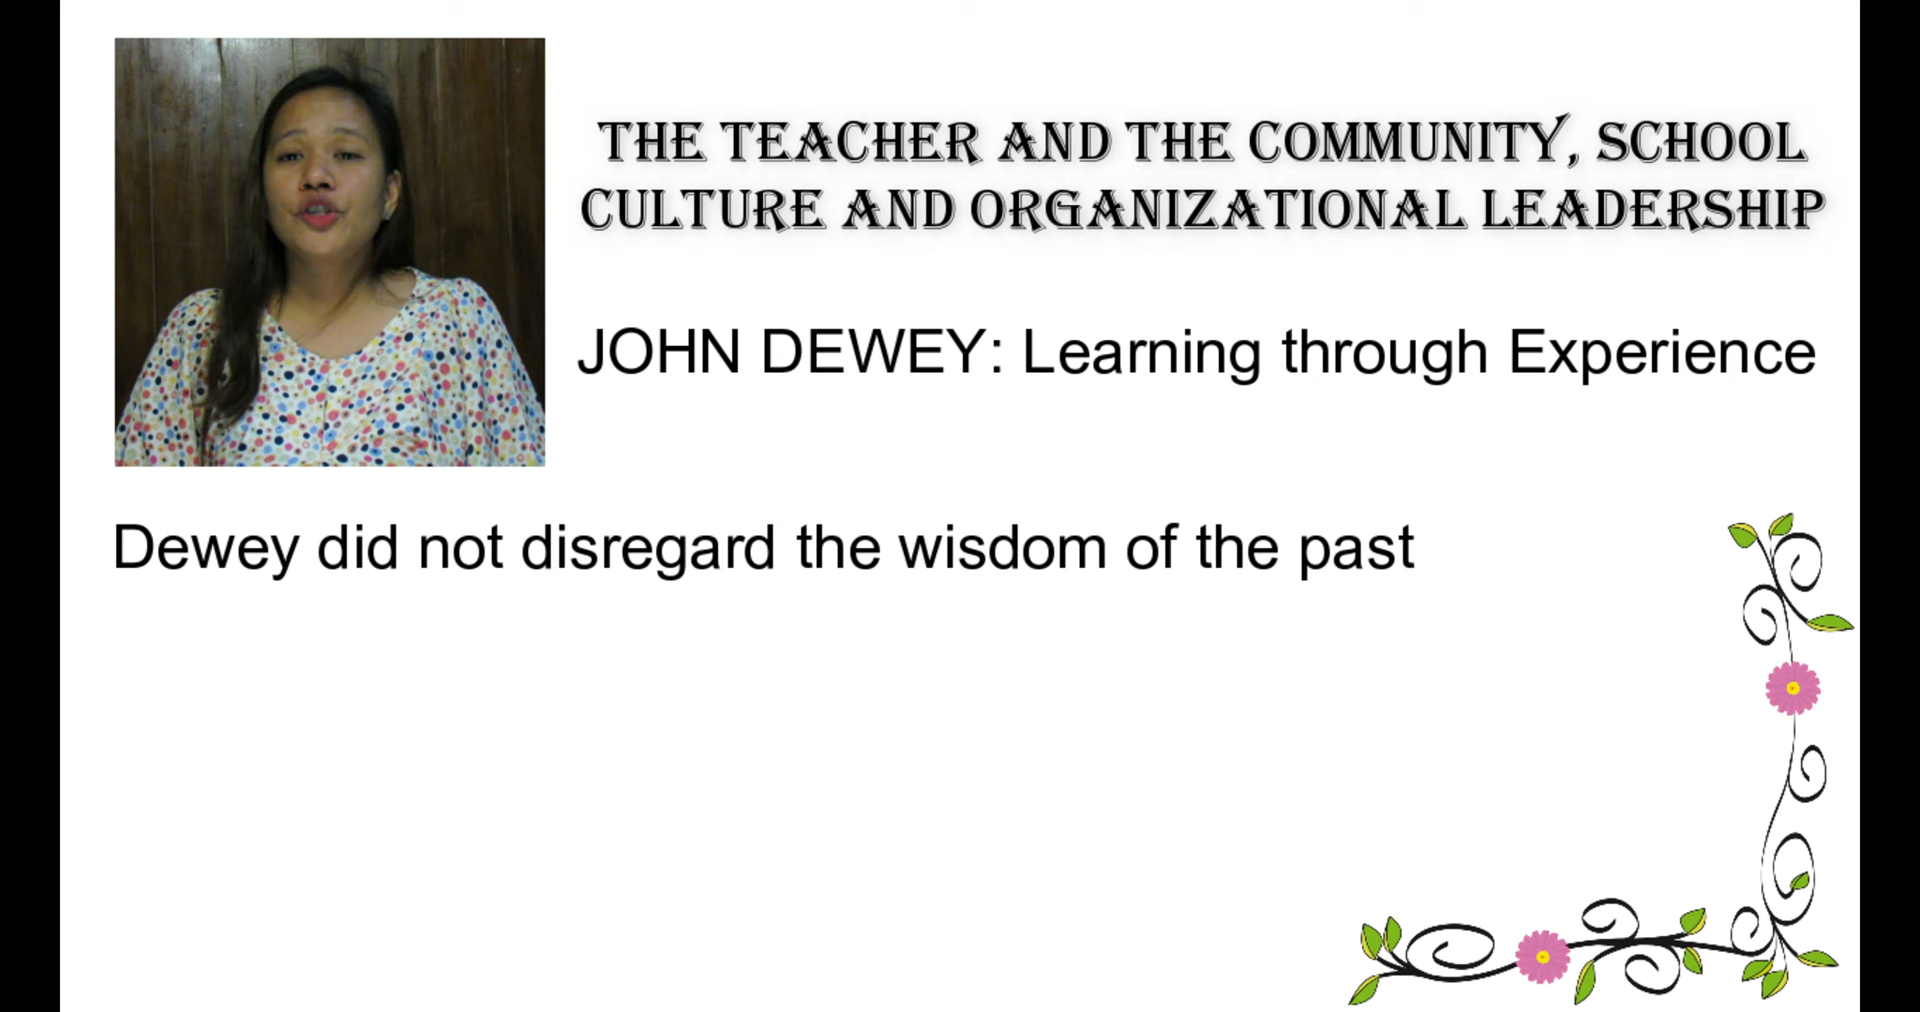 THE TEACHER AND THE COMMUNITY, SCHOOL
CULTURE AND ORGANIZATIONAL LEADERSHIP
JOHN DEWEY: Learning through Experience
Dewey did not disregard the wisdom of the past